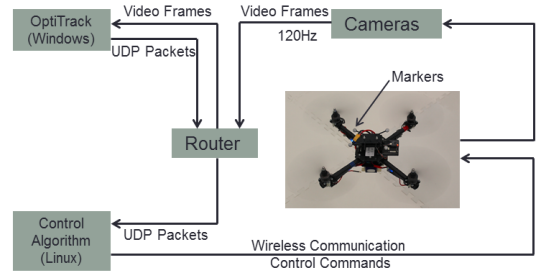 OptiTrack
(Windows)
Video Frames
UDP Packets
Video Frames
120Hz
Cameras
Markers
Router
Control
Algorithm
(Linux)
UDP Packets
Wireless Communication
Control Commands